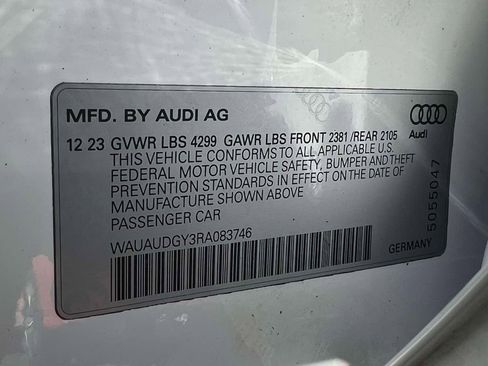 MFD. BY AUDI AG
Audi
12 23 GVWR LBS 4299 GAWR LBS FRONT 2381 /REAR 2105
THIS VEHICLE CONFORMS TO ALL APPLICABLE U.S.
FEDERAL MOTOR VEHICLE SAFETY, BUMPER AND THEFT
PREVENTION STANDARDS IN EFFECT ON THE DATE OF
MANUFACTURE SHOWN ABOVE
PASSENGER CAR
WAUAUDGY3RA083746
5055047
GERMANY